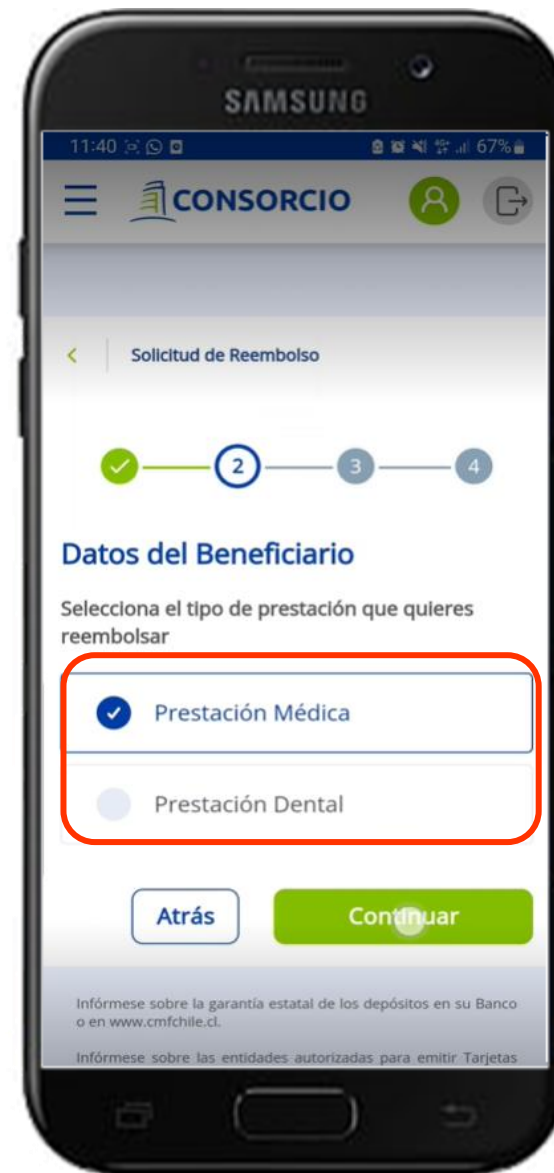 SAMSUNG
11:40 67%
CONSORCIO
Solicitud de Reembolso
2 3 4
Datos del Beneficiario
Selecciona el tipo de prestación que quieres
reembolsar
Prestación Médica
Prestación Dental
Atrás Continuar
Infórmese sobre la garantía estatal de los depósitos en su Banco
o en www.cmfchile.cl.
Infórmese sobre las entidades autorizadas para emitir Tarjetas